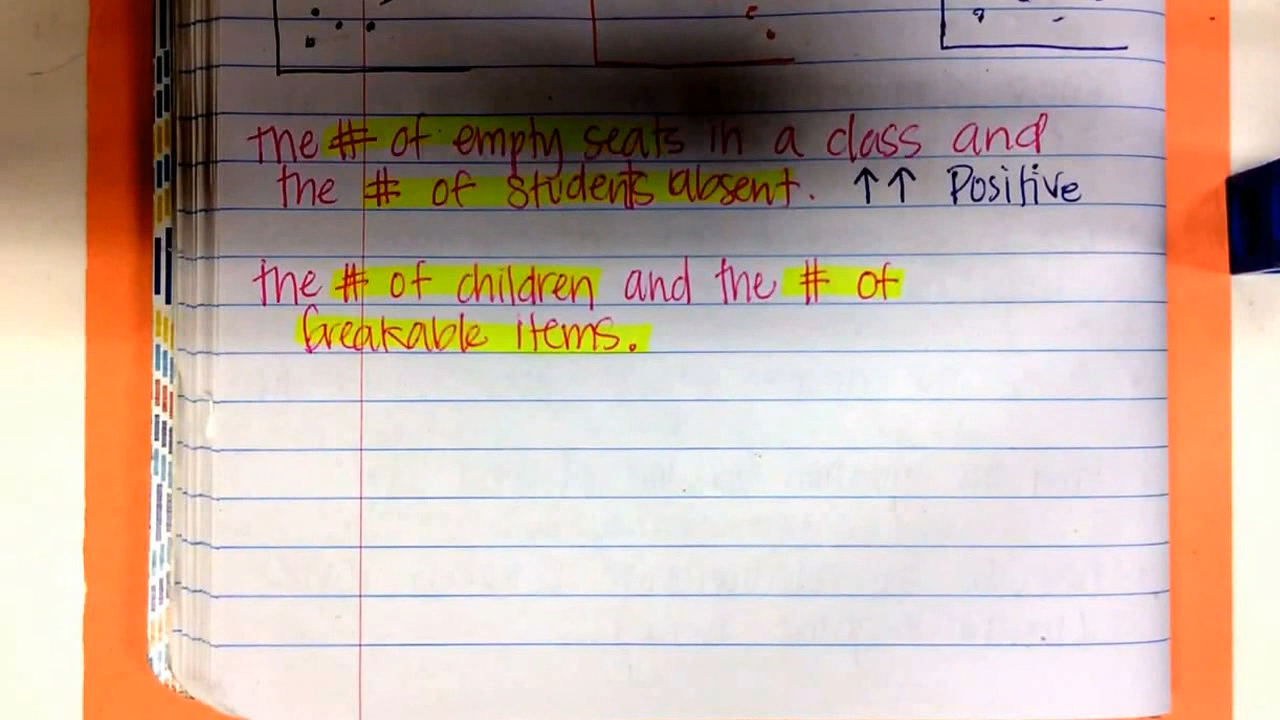 the # of empty seats in a class and
the # of students absent. ↑↑ Positive
the # of children and the # of
breakable items.